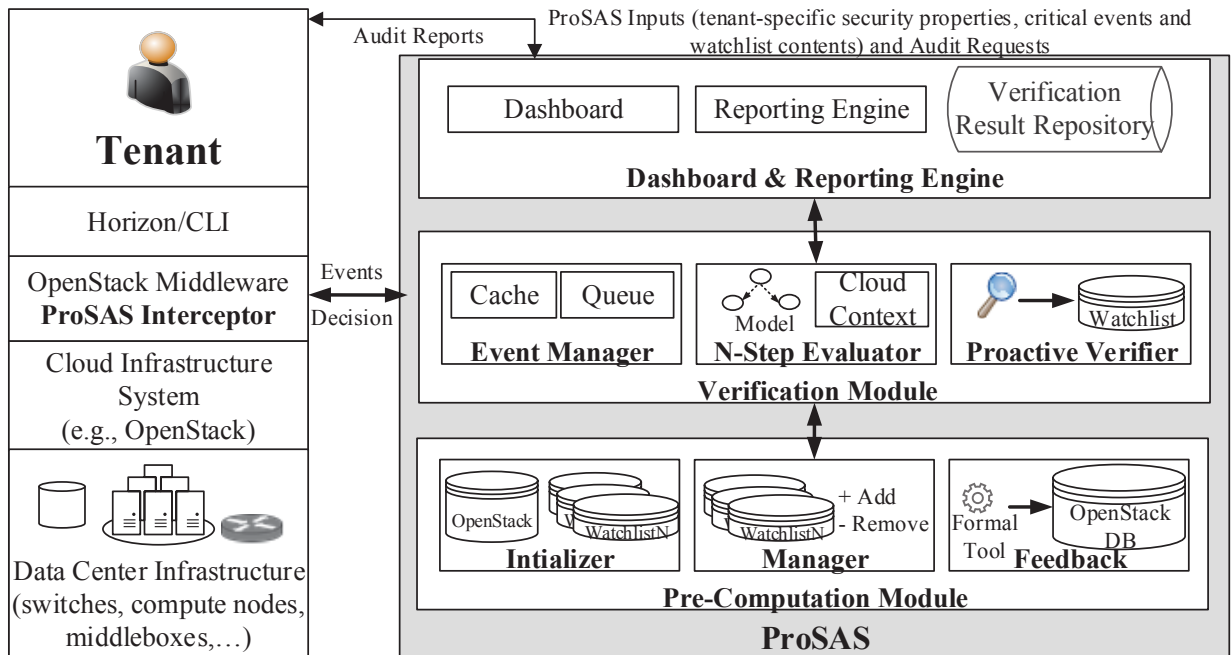 ProSAS Inputs (tenant-specific security properties, critical events and
watchlist contents) and Audit Requests
Audit Reports
Tenant
Horizon/CLI
OpenStack Middleware
ProSAS Interceptor
Cloud Infrastructure
System
(e.g., OpenStack)
Data Center Infrastructure
(switches, compute nodes,
middleboxes,…)
Events
Decision
Dashboard
Reporting Engine
Verification
Result Repository
Dashboard & Reporting Engine
Cache
Queue
Event Manager
Model
Cloud
Context
N-Step Evaluator
Watchlist
Proactive Verifier
Verification Module
OpenStack
WatchlistN
Intializer
WatchlistN
+ Add
- Remove
Manager
Formal
Tool
OpenStack
DB
Feedback
Pre-Computation Module
ProSAS